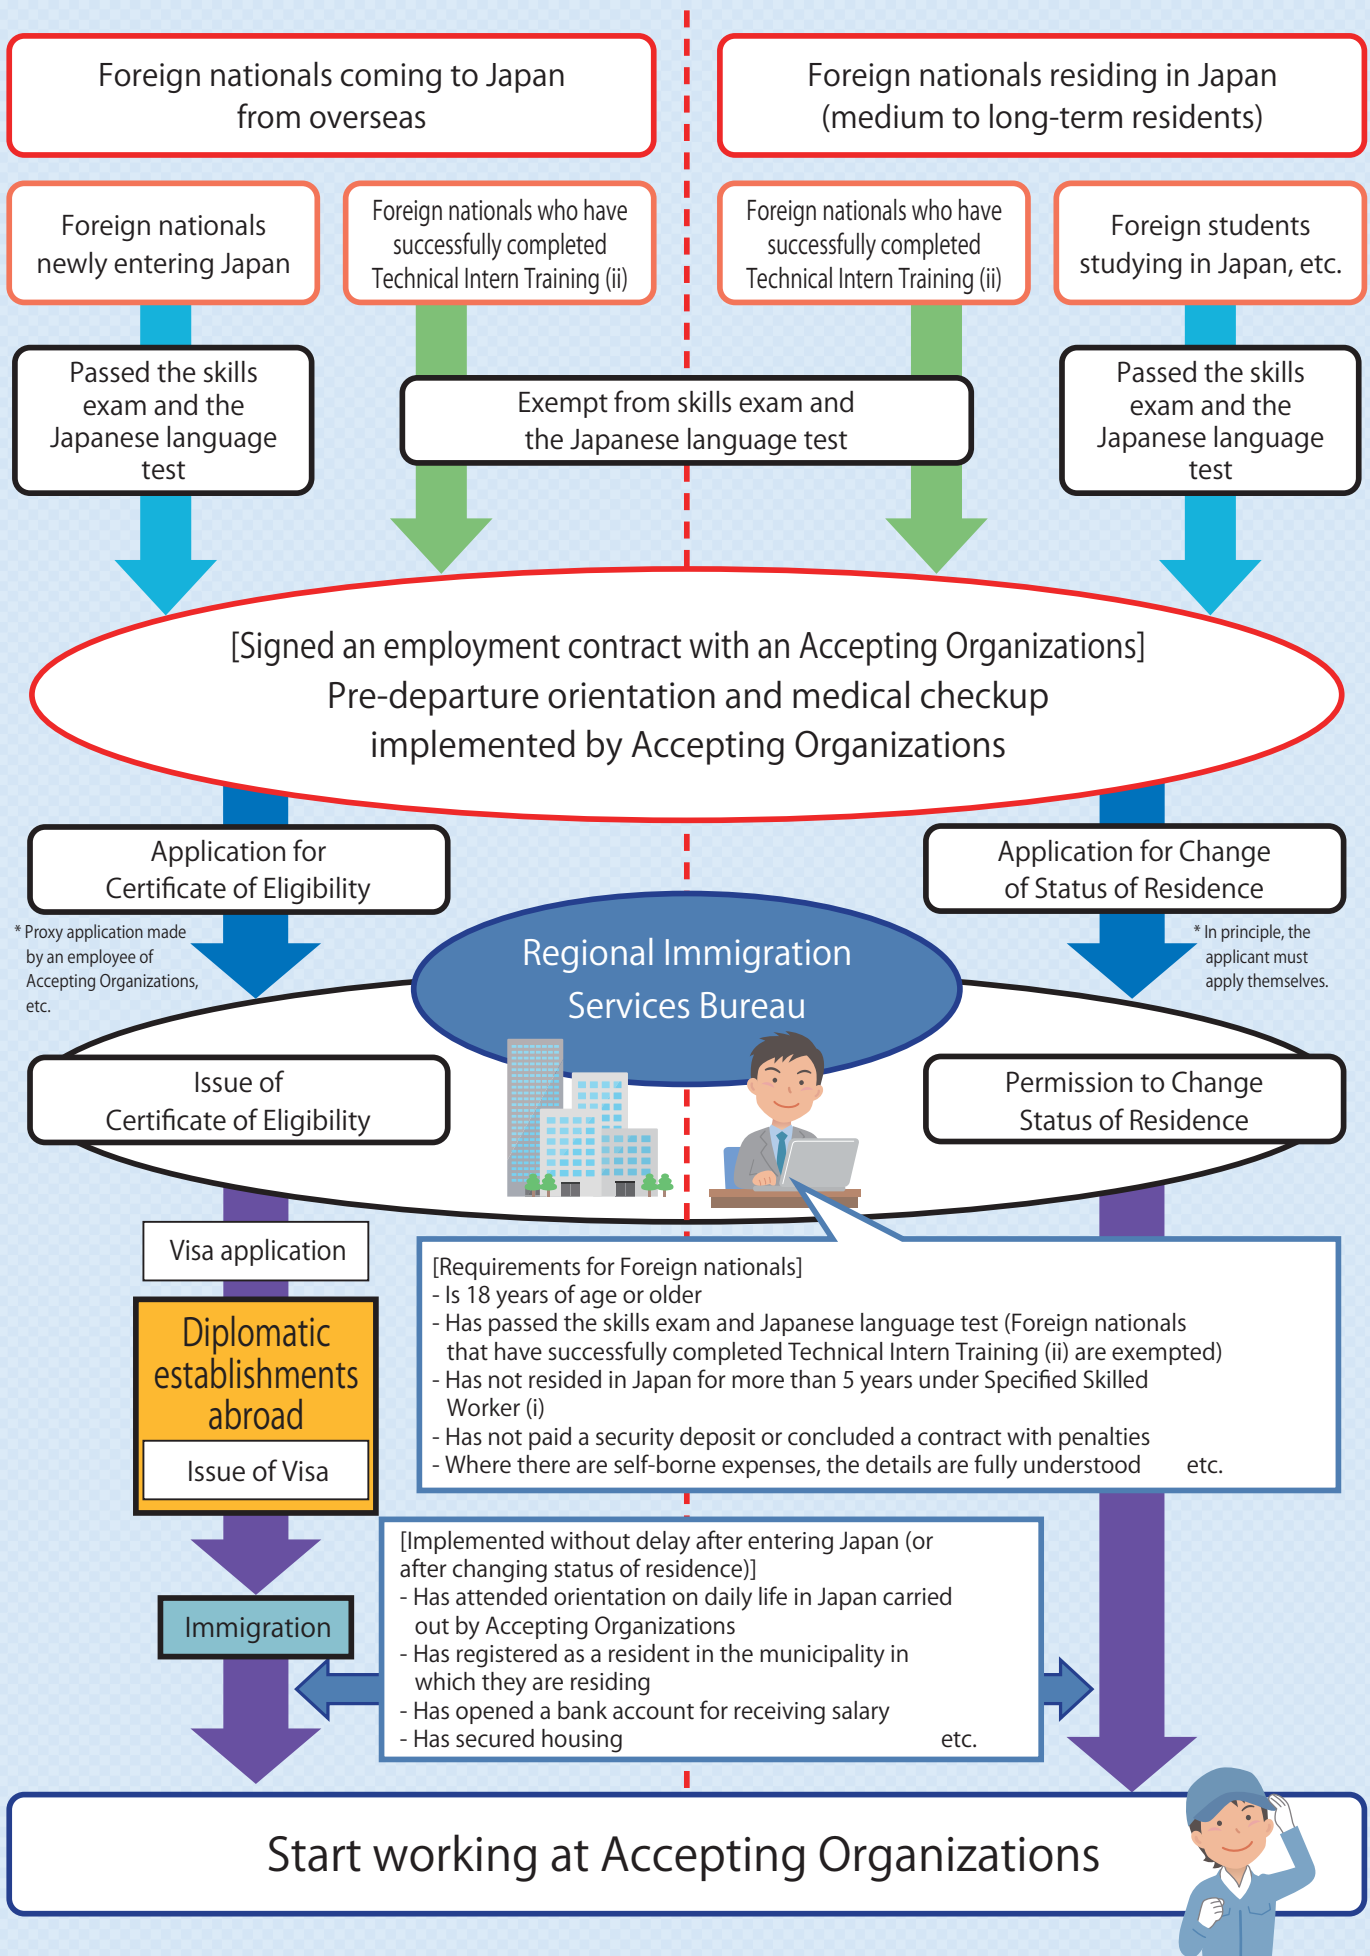 Foreign nationals coming to Japan
from overseas
Foreign nationals residing in Japan
(medium to long-term residents)
Foreign nationals
newly entering Japan
Foreign nationals who have
successfully completed
Technical Intern Training (ii)
Foreign nationals who have
successfully completed
Technical Intern Training (ii)
Foreign students
studying in Japan, etc.
Passed the skills
exam and the
Japanese language
test
Exempt from skills exam and
the Japanese language test
Passed the skills
exam and the
Japanese language
test
[Signed an employment contract with an Accepting Organizations]
Pre-departure orientation and medical checkup
implemented by Accepting Organizations
Application for
Certificate of Eligibility
Application for Change
of Status of Residence
* Proxy application made
by an employee of
Accepting Organizations,
etc.
Regional Immigration
Services Bureau
* In principle, the
applicant must
apply themselves.
Issue of
Certificate of Eligibility
Permission to Change
Status of Residence
Visa application
Diplomatic
establishments
abroad
Issue of Visa
[Requirements for Foreign nationals]
- Is 18 years of age or older
- Has passed the skills exam and Japanese language test (Foreign nationals
that have successfully completed Technical Intern Training (ii) are exempted)
- Has not resided in Japan for more than 5 years under Specified Skilled
Worker (i)
- Has not paid a security deposit or concluded a contract with penalties
- Where there are self-borne expenses, the details are fully understood etc.
Immigration
[Implemented without delay after entering Japan (or
after changing status of residence)]
- Has attended orientation on daily life in Japan carried
out by Accepting Organizations
- Has registered as a resident in the municipality in
which they are residing
- Has opened a bank account for receiving salary
- Has secured housing etc.
Start working at Accepting Organizations